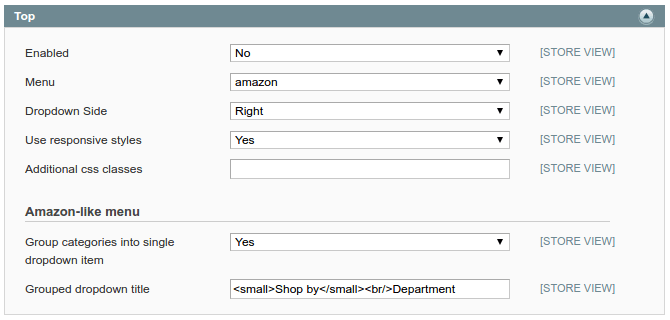 Top
Enabled No [STORE VIEW]
Menu amazon [STORE VIEW]
Dropdown Side Right [STORE VIEW]
Use responsive styles Yes [STORE VIEW]
Additional css classes [STORE VIEW]
Amazon-like menu
Group categories into single Yes [STORE VIEW]
dropdown item
Grouped dropdown title <small>Shop by</small><br/>Department [STORE VIEW]